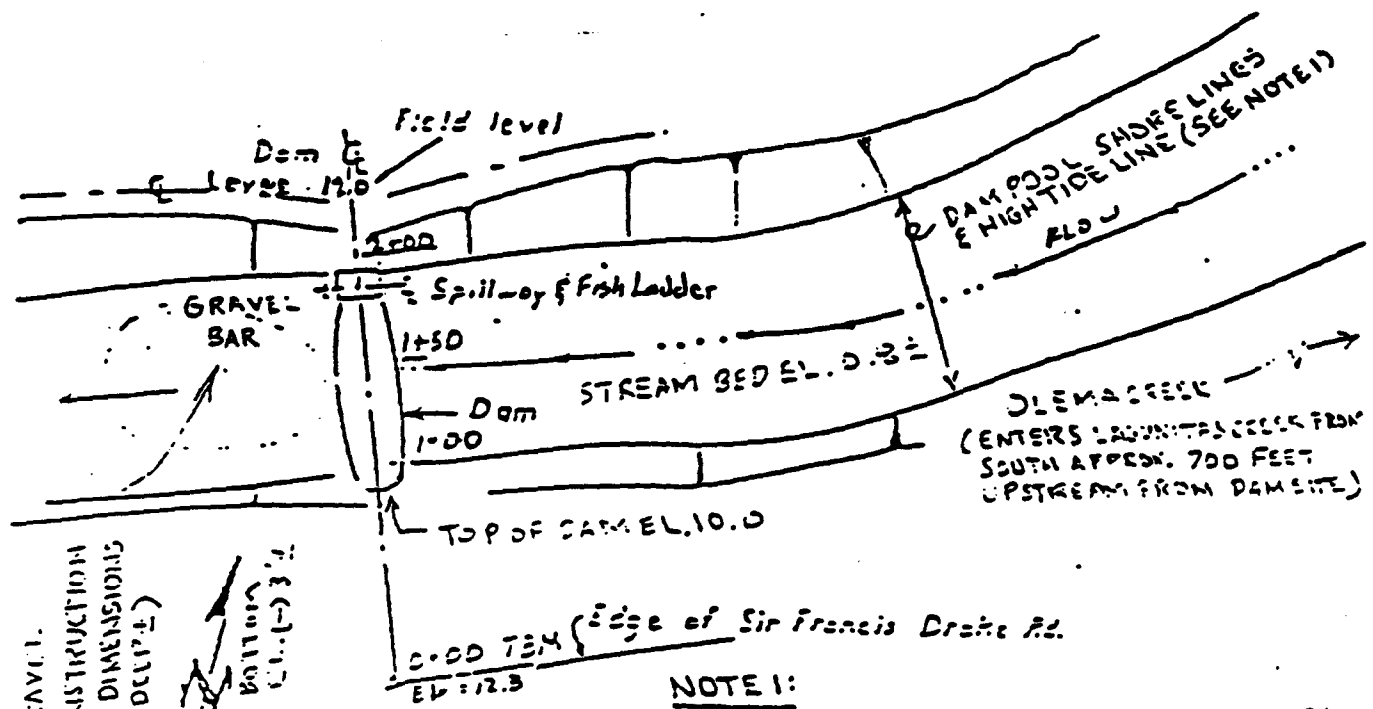 Field level
Dam ℄
℄ Levee 12.0
2+00
Spillway & Fish Ladder
GRAVEL
BAR
1+50
STREAM BED EL. 0.8±
Dam
1+00
DAM POOL SHORE LINES
& HIGH TIDE LINE (SEE NOTE 1)
FLOW
OLEMA CREEK
(ENTERS LAGUNITAS CREEK FROM
SOUTH APPROX. 700 FEET
UPSTREAM FROM DAM SITE)
TOP OF DAM EL. 10.0
0+00 TBM
EL = 12.3
Edge of Sir Francis Drake Rd.
NOTE 1:
DIMENSIONS
BOTTOM